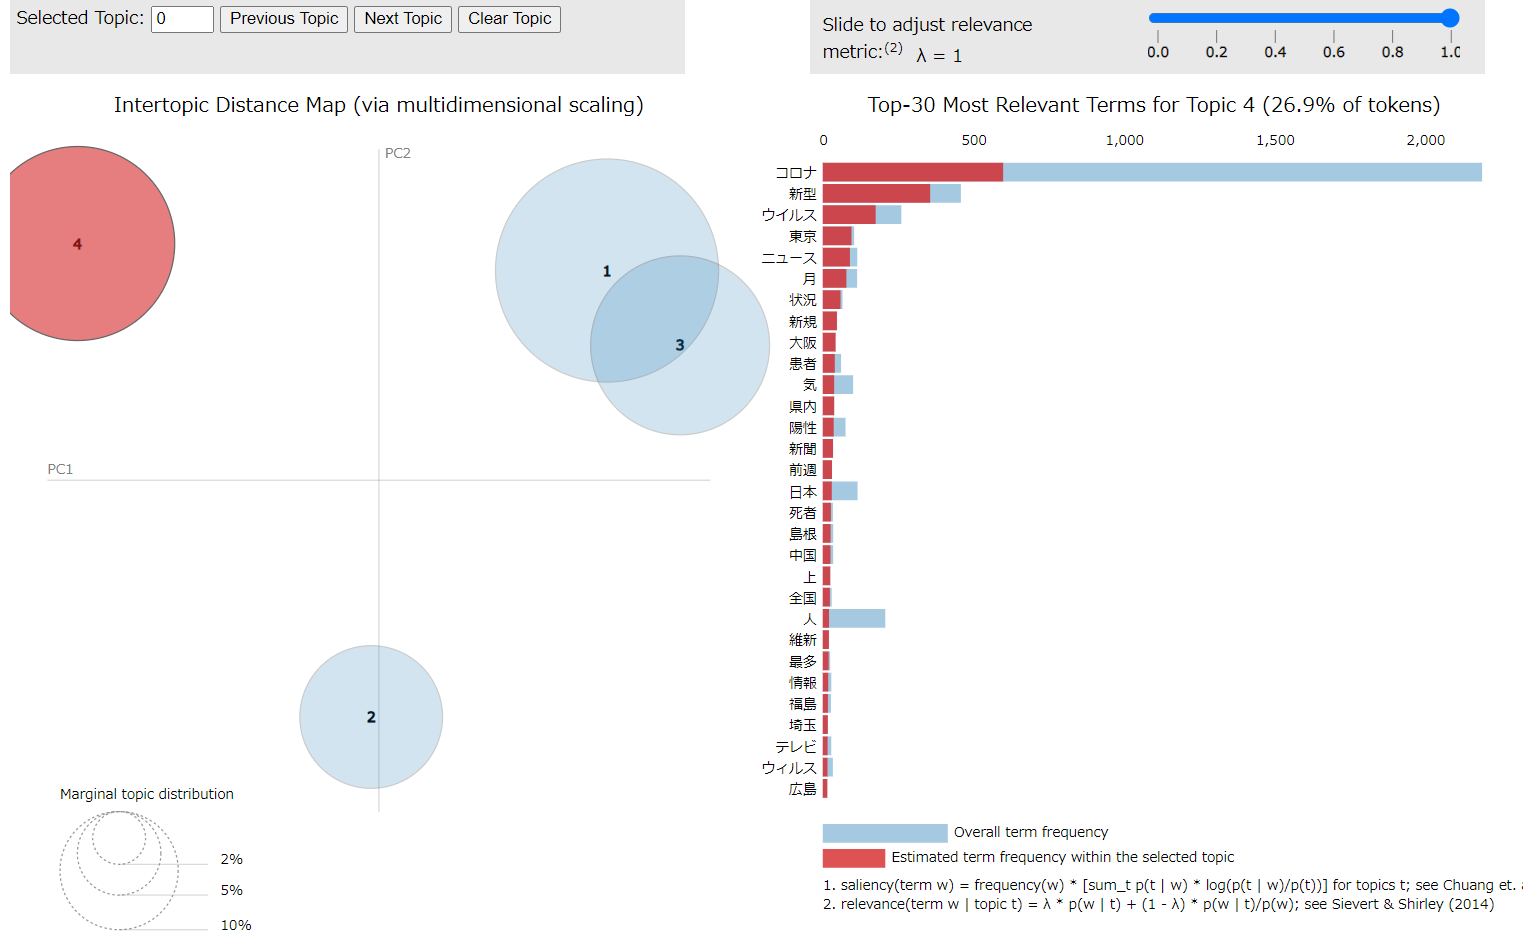 Selected Topic: 0 Previous Topic Next Topic Clear Topic
Slide to adjust relevance
metric:(2) λ = 1
0.0 0.2 0.4 0.6 0.8 1.0
Intertopic Distance Map (via multidimensional scaling)
PC2
PC1
4
1
3
2
Marginal topic distribution
2%
5%
10%
Top-30 Most Relevant Terms for Topic 4 (26.9% of tokens)
0 500 1,000 1,500 2,000
コロナ
新型
ウイルス
東京
ニュース
月
状況
新規
大阪
患者
気
県内
陽性
新聞
前週
日本
死者
島根
中国
上
全国
人
維新
最多
情報
福島
埼玉
テレビ
ウィルス
広島
Overall term frequency
Estimated term frequency within the selected topic
1. saliency(term w) = frequency(w) * [sum_t p(t | w) * log(p(t | w)/p(t))] for topics t; see Chuang et.
2. relevance(term w | topic t) = λ * p(w | t) + (1 - λ) * p(w | t)/p(w); see Sievert & Shirley (2014)